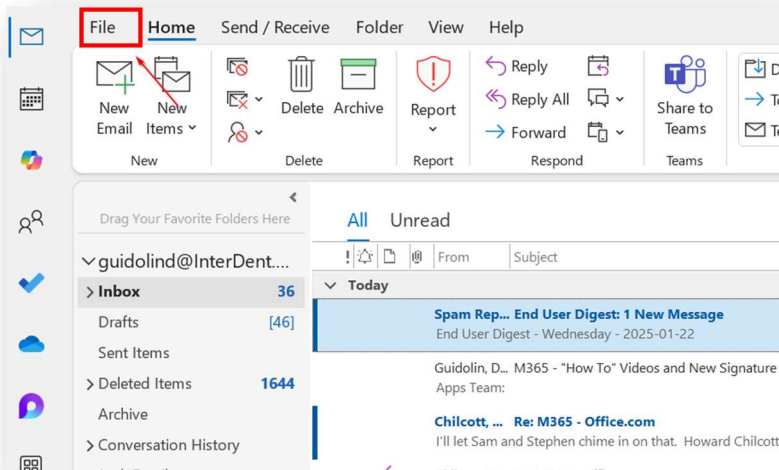 File Home Send / Receive Folder View Help
New Email
New Items
Delete Archive
Report
Reply
Reply All
Forward
Share to Teams
New Delete Report Respond Teams
Drag Your Favorite Folders Here
guidolind@InterDent....
Inbox 36
Drafts [46]
Sent Items
Deleted Items 1644
Archive
Conversation History
All Unread
! From Subject
Today
Spam Rep... End User Digest: 1 New Message
End User Digest - Wednesday - 2025-01-22
Guidolin, D... M365 - "How To" Videos and New Signature
Apps Team:
Chilcott, ... Re: M365 - Office.com
I'll let Sam and Stephen chime in on that. Howard Chilcott